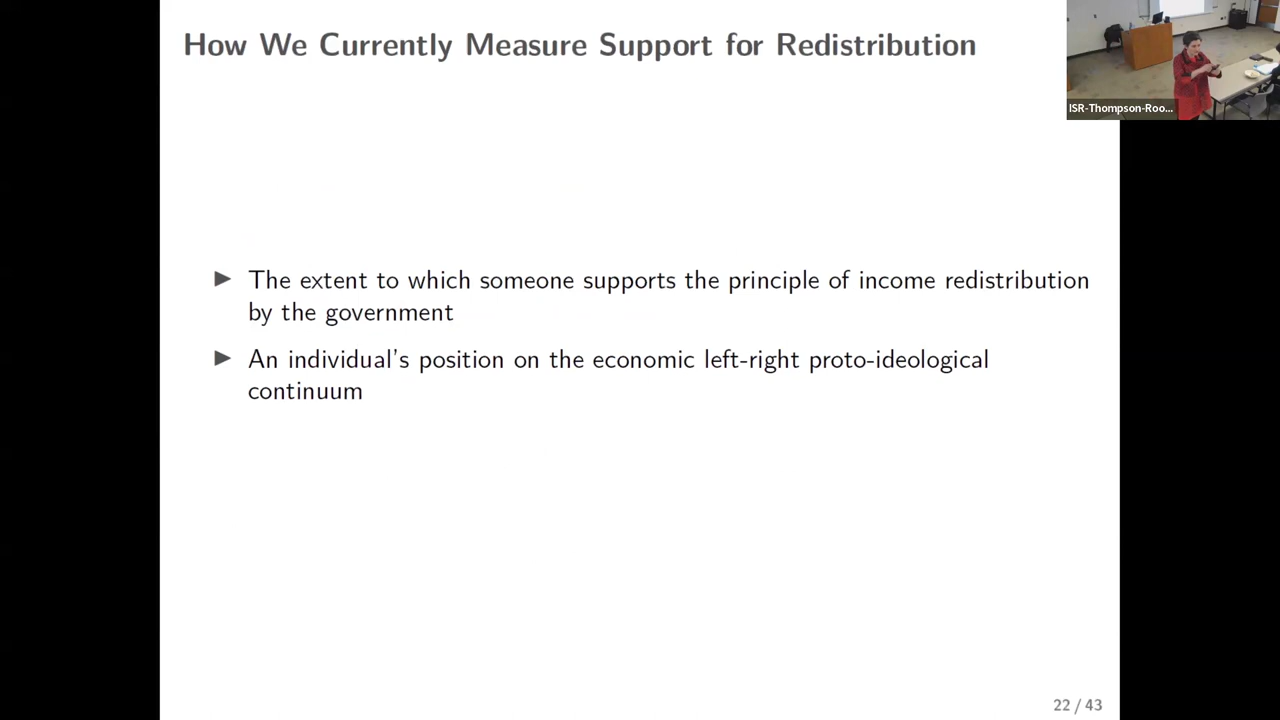 How We Currently Measure Support for Redistribution
ISR-Thompson-Roo...
▶ The extent to which someone supports the principle of income redistribution
by the government
▶ An individual's position on the economic left-right proto-ideological
continuum
22 / 43